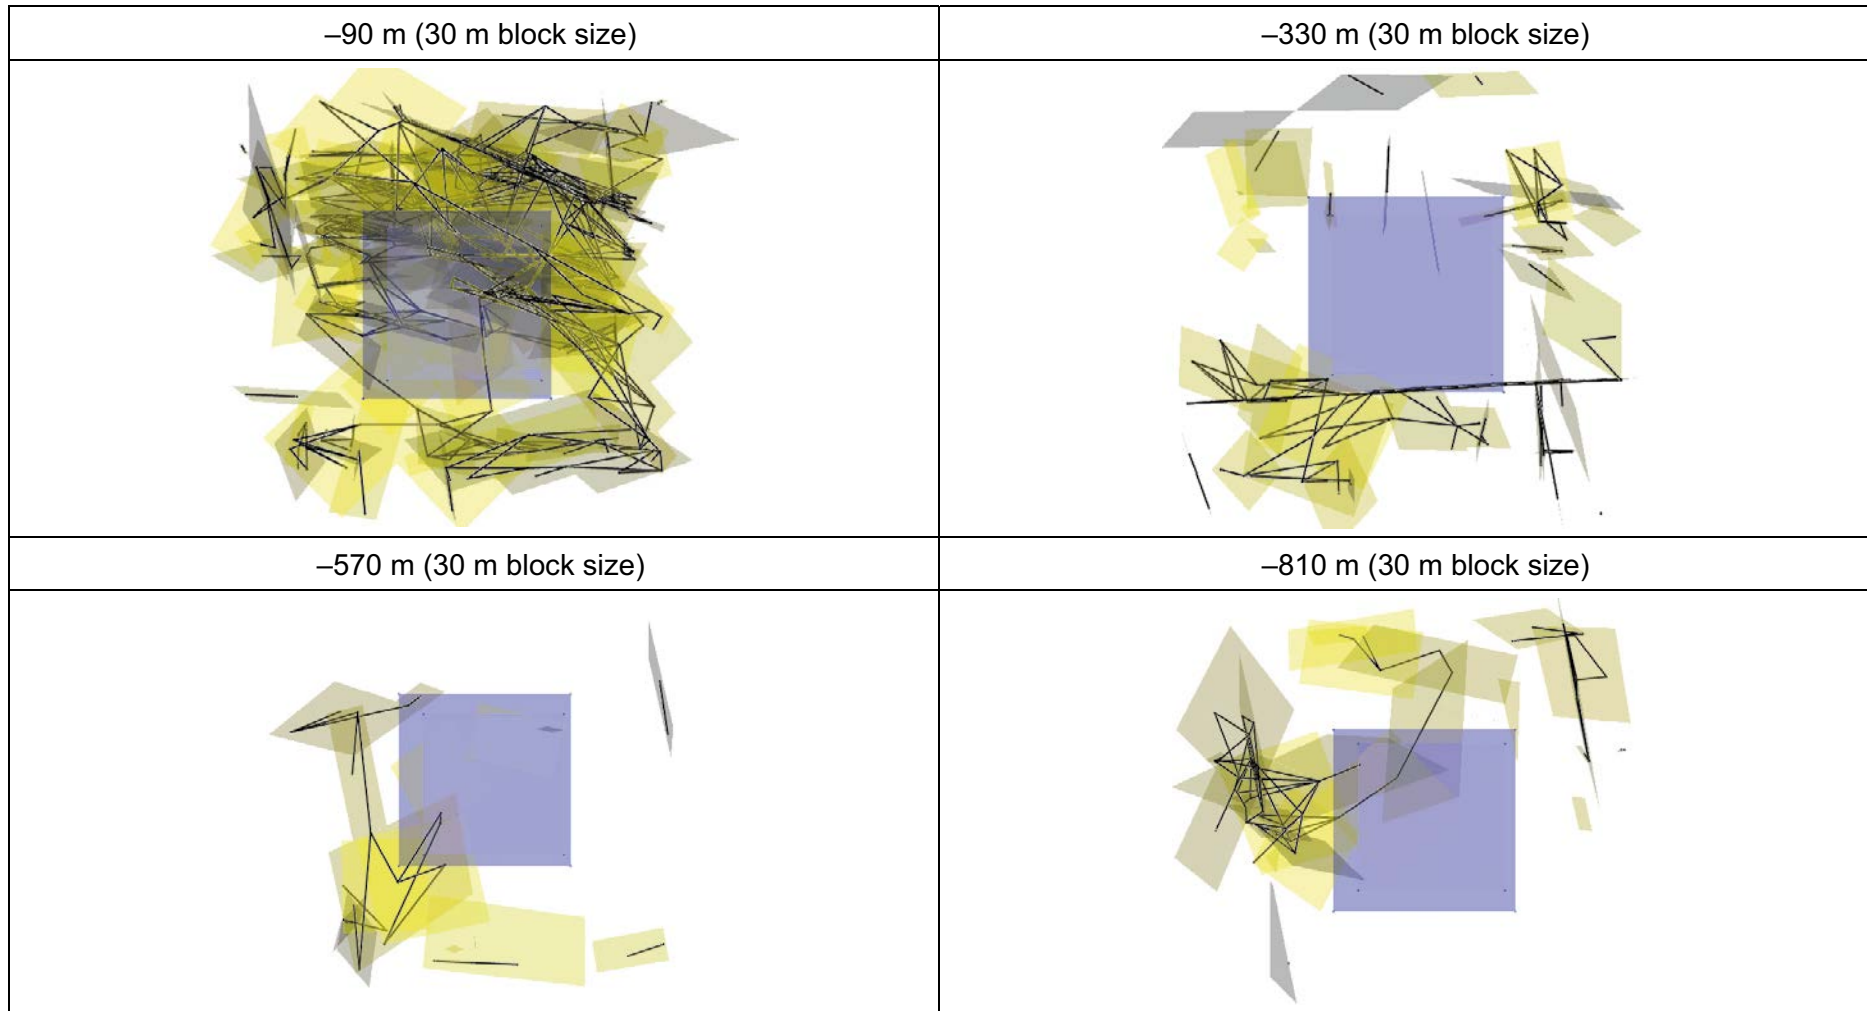 –90 m (30 m block size)
–330 m (30 m block size)
–570 m (30 m block size)
–810 m (30 m block size)